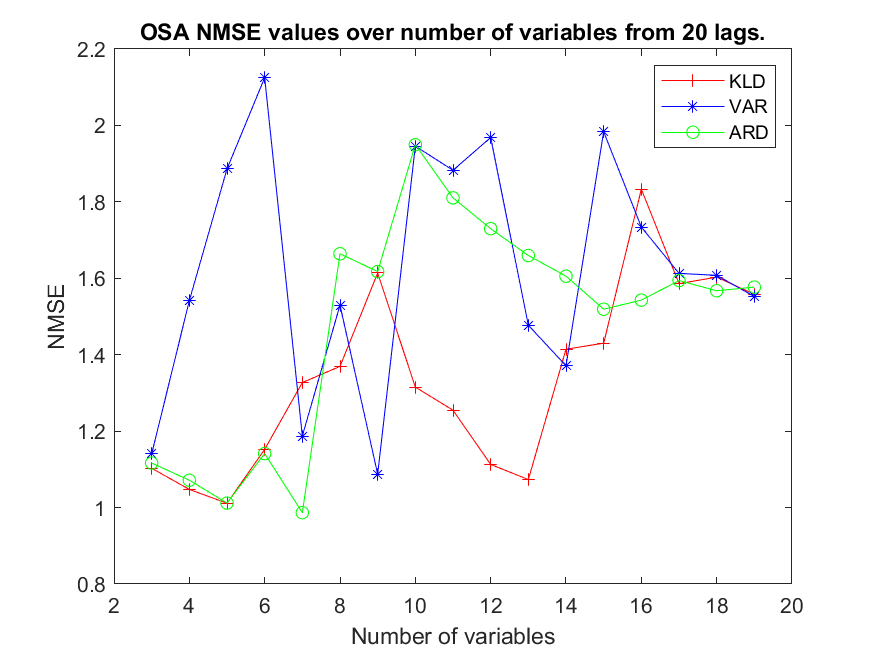 OSA NMSE values over number of variables from 20 lags.
2.2
2
1.8
1.6
1.4
1.2
1
0.8
NMSE
KLD
VAR
ARD
2 4 6 8 10 12 14 16 18 20
Number of variables